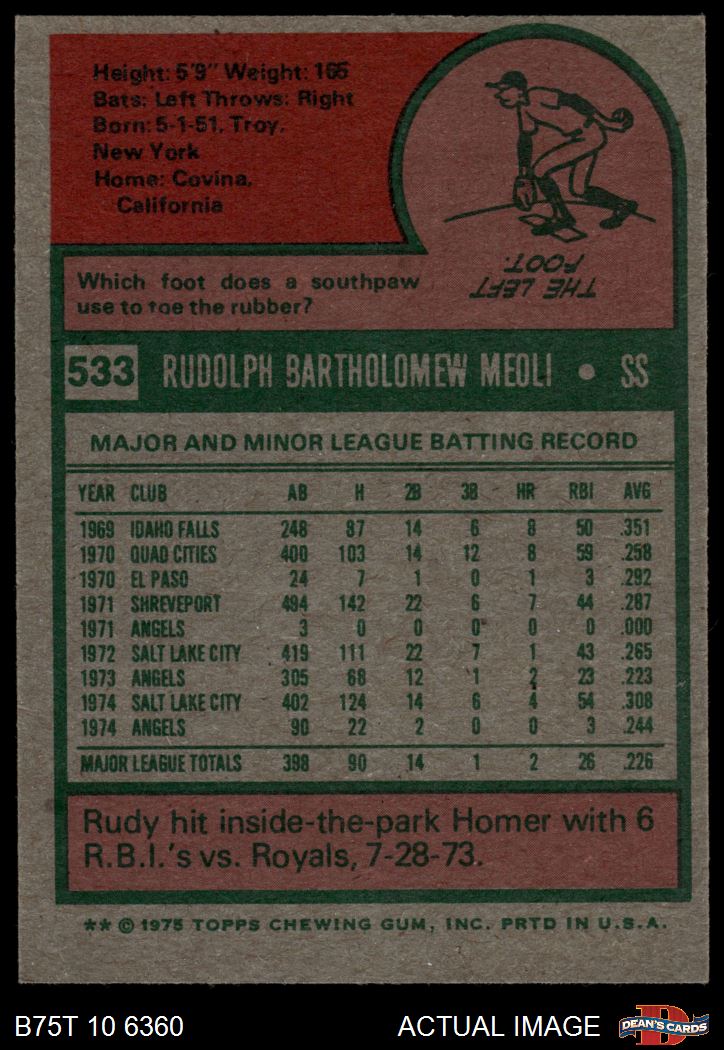 Height: 5'9" Weight: 165
Bats: Left Throws: Right
Born: 5-1-51, Troy,
New York
Home: Covina,
California
Which foot does a southpaw
use to toe the rubber?
THE LEFT
FOOT.
533 RUDOLPH BARTHOLOMEW MEOLI • SS
MAJOR AND MINOR LEAGUE BATTING RECORD
YEAR CLUB AB H 2B 3B HR RBI AVG
1969 IDAHO FALLS 248 87 14 6 8 50 .351
1970 QUAD CITIES 400 103 14 12 8 59 .258
1970 EL PASO 24 7 1 0 1 3 .292
1971 SHREVEPORT 494 142 22 6 7 44 .287
1971 ANGELS 3 0 0 0 0 0 .000
1972 SALT LAKE CITY 419 111 22 7 1 43 .265
1973 ANGELS 305 68 12 1 2 23 .223
1974 SALT LAKE CITY 402 124 14 6 4 54 .308
1974 ANGELS 90 22 2 0 0 3 .244
MAJOR LEAGUE TOTALS 398 90 14 1 2 26 .226
Rudy hit inside-the-park Homer with 6
R.B.I.'s vs. Royals, 7-28-73.
** © 1975 TOPPS CHEWING GUM, INC. PRTD IN U.S.A.
B75T 10 6360 ACTUAL IMAGE
D
DEAN'S CARDS